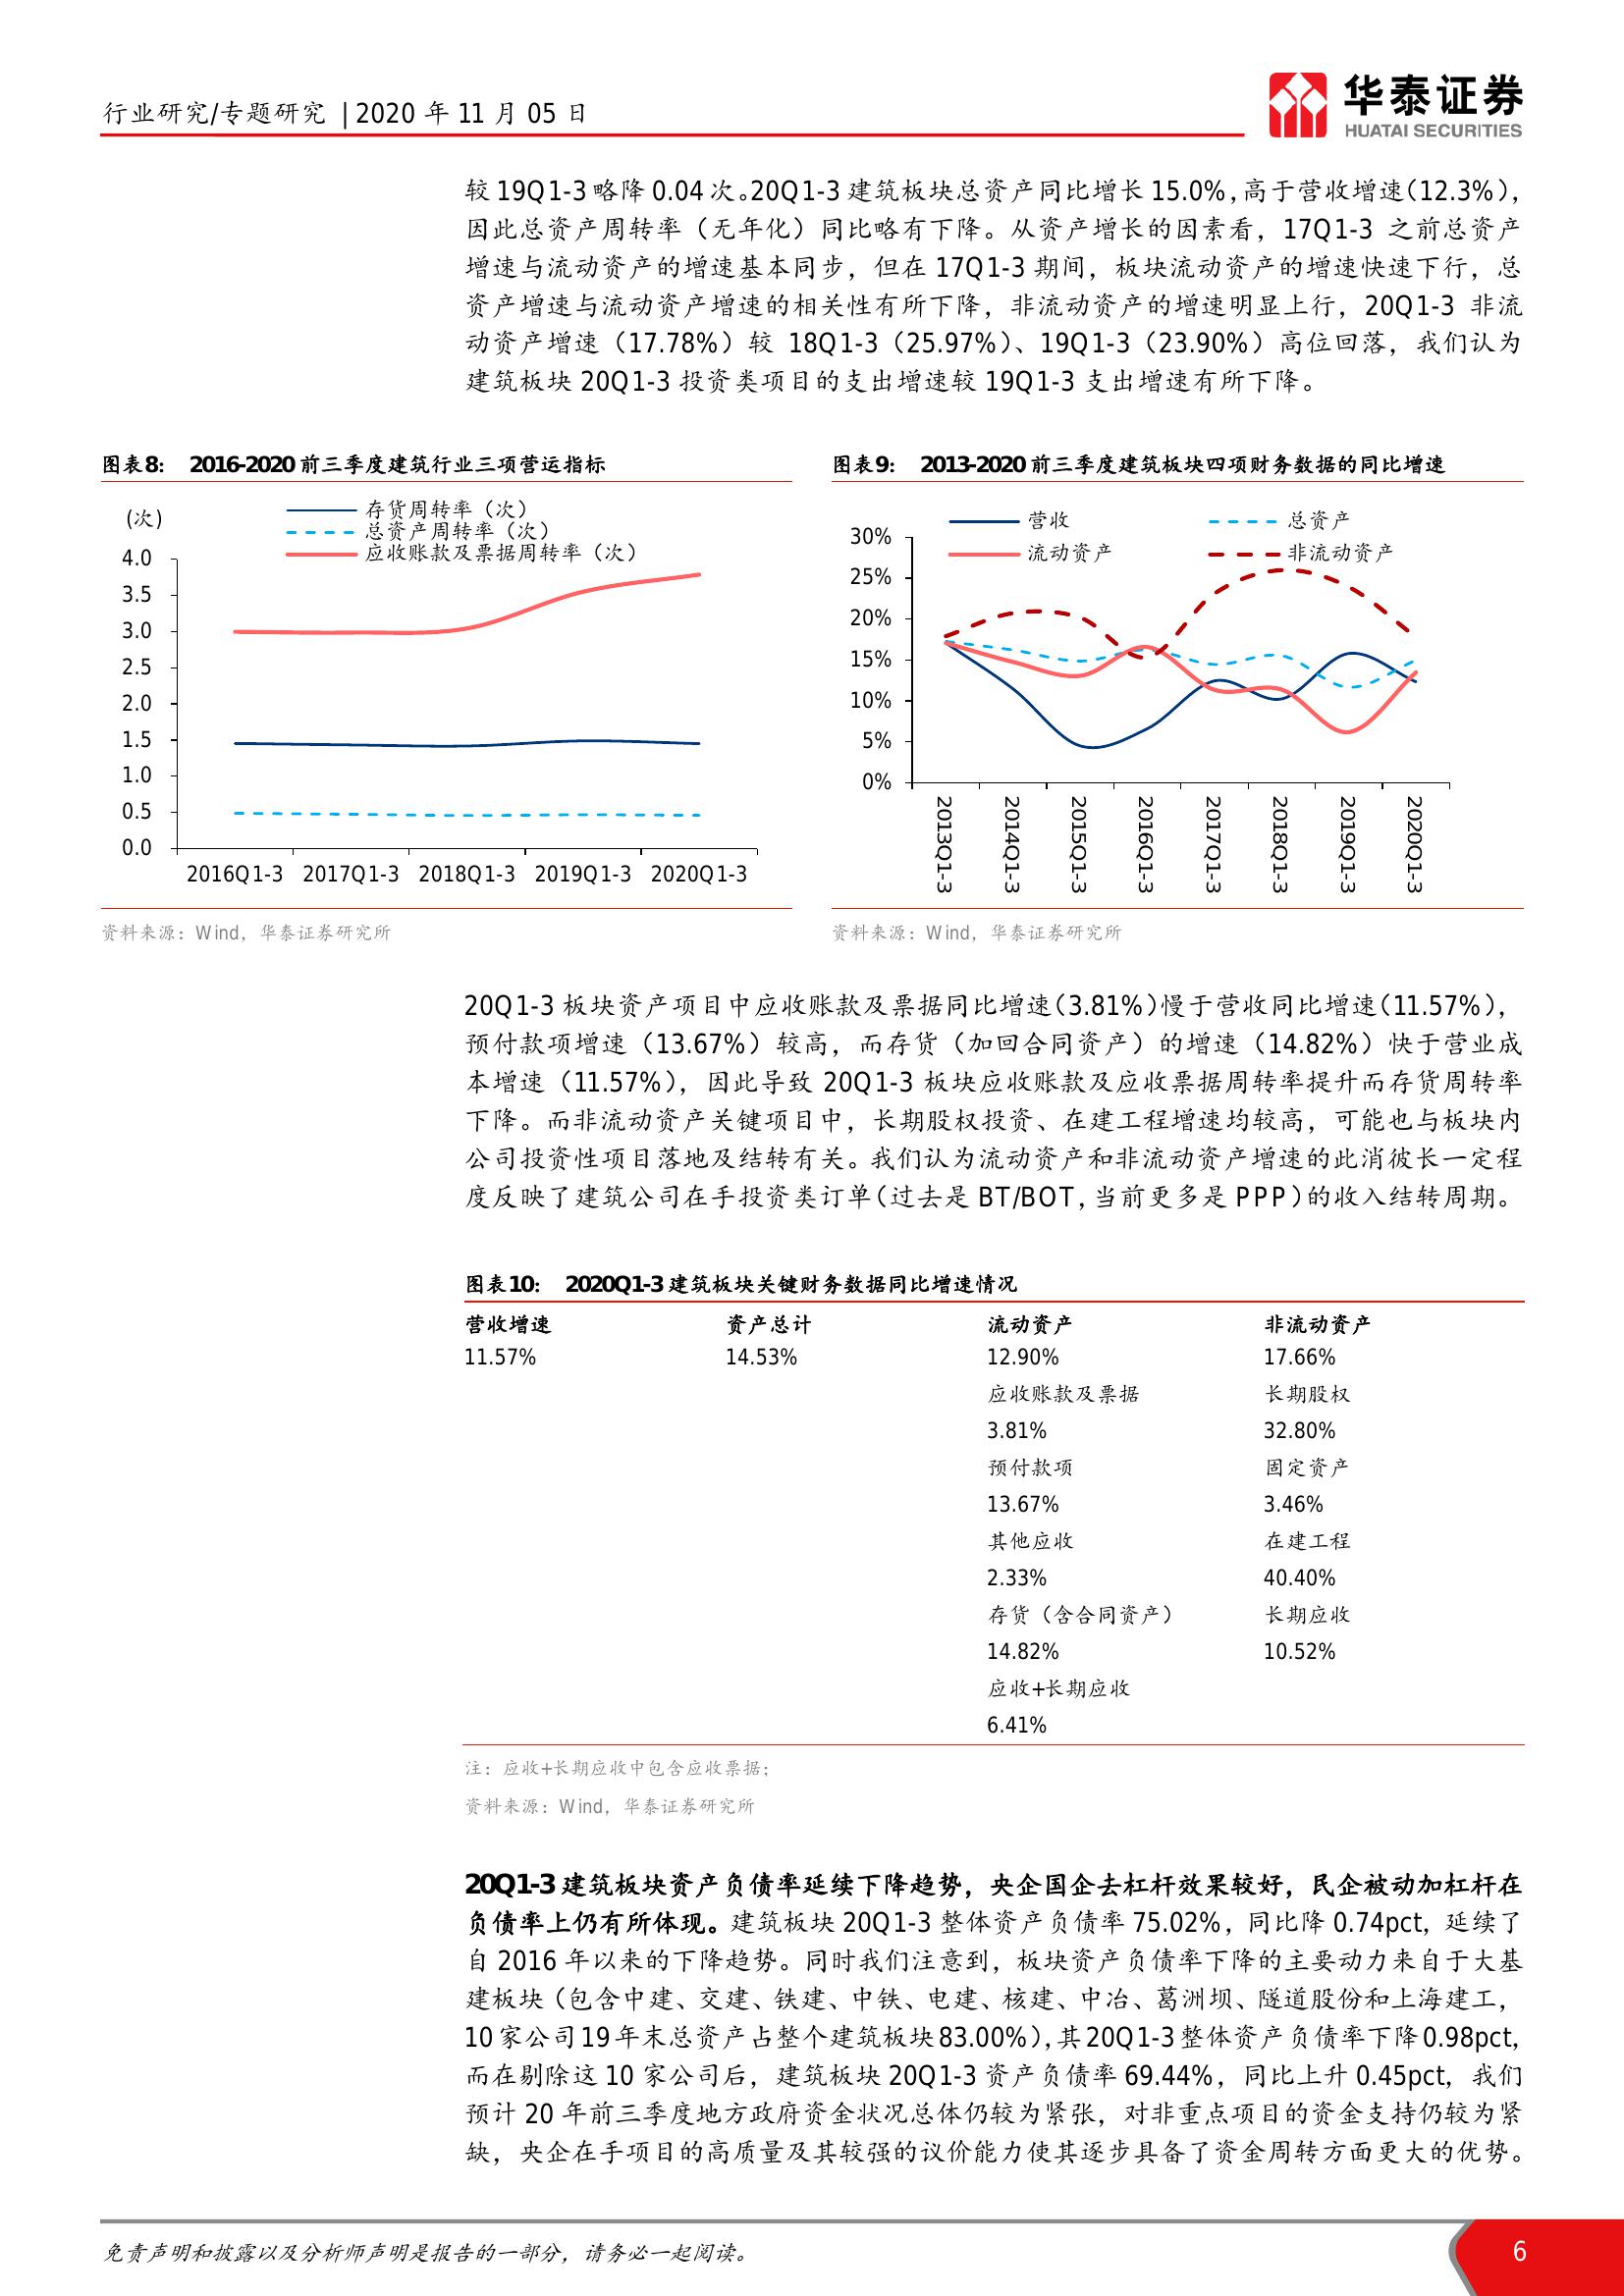 行业研究/专题研究 | 2020 年 11 月 05 日
华泰证券
HUATAI SECURITIES
较 19Q1-3 略降 0.04 次。20Q1-3 建筑板块总资产同比增长 15.0%，高于营收增速（12.3%），
因此总资产周转率（无年化）同比略有下降。从资产增长的因素看，17Q1-3 之前总资产
增速与流动资产的增速基本同步，但在 17Q1-3 期间，板块流动资产的增速快速下行，总
资产增速与流动资产增速的相关性有所下降，非流动资产的增速明显上行，20Q1-3 非流
动资产增速（17.78%）较 18Q1-3（25.97%）、19Q1-3（23.90%）高位回落，我们认为
建筑板块 20Q1-3 投资类项目的支出增速较 19Q1-3 支出增速有所下降。
图表8： 2016-2020 前三季度建筑行业三项营运指标
(次)
存货周转率（次）
总资产周转率（次）
应收账款及票据周转率（次）
4.0
3.5
3.0
2.5
2.0
1.5
1.0
0.5
0.0
2016Q1-3 2017Q1-3 2018Q1-3 2019Q1-3 2020Q1-3
资料来源：Wind，华泰证券研究所
图表9： 2013-2020 前三季度建筑板块四项财务数据的同比增速
营收 总资产
流动资产 非流动资产
30%
25%
20%
15%
10%
5%
0%
2013Q1-3
2014Q1-3
2015Q1-3
2016Q1-3
2017Q1-3
2018Q1-3
2019Q1-3
2020Q1-3
资料来源：Wind，华泰证券研究所
20Q1-3 板块资产项目中应收账款及票据同比增速（3.81%）慢于营收同比增速（11.57%），
预付款项增速（13.67%）较高，而存货（加回合同资产）的增速（14.82%）快于营业成
本增速（11.57%），因此导致 20Q1-3 板块应收账款及应收票据周转率提升而存货周转率
下降。而非流动资产关键项目中，长期股权投资、在建工程增速均较高，可能也与板块内
公司投资性项目落地及结转有关。我们认为流动资产和非流动资产增速的此消彼长一定程
度反映了建筑公司在手投资类订单（过去是 BT/BOT，当前更多是 PPP）的收入结转周期。
图表10： 2020Q1-3 建筑板块关键财务数据同比增速情况
营收增速 资产总计 流动资产 非流动资产
11.57% 14.53% 12.90% 17.66%
应收账款及票据 长期股权
3.81% 32.80%
预付款项 固定资产
13.67% 3.46%
其他应收 在建工程
2.33% 40.40%
存货（含合同资产） 长期应收
14.82% 10.52%
应收+长期应收
6.41%
注：应收+长期应收中包含应收票据；
资料来源：Wind，华泰证券研究所
20Q1-3 建筑板块资产负债率延续下降趋势，央企国企去杠杆效果较好，民企被动加杠杆在
负债率上仍有所体现。建筑板块 20Q1-3 整体资产负债率 75.02%，同比降 0.74pct，延续了
自 2016 年以来的下降趋势。同时我们注意到，板块资产负债率下降的主要动力来自于大基
建板块（包含中建、交建、铁建、中铁、电建、核建、中冶、葛洲坝、隧道股份和上海建工，
10 家公司 19 年末总资产占整个建筑板块 83.00%），其 20Q1-3 整体资产负债率下降 0.98pct，
而在剔除这 10 家公司后，建筑板块 20Q1-3 资产负债率 69.44%，同比上升 0.45pct，我们
预计 20 年前三季度地方政府资金状况总体仍较为紧张，对非重点项目的资金支持仍较为紧
缺，央企在手项目的高质量及其较强的议价能力使其逐步具备了资金周转方面更大的优势。
免责声明和披露以及分析师声明是报告的一部分，请务必一起阅读。
6